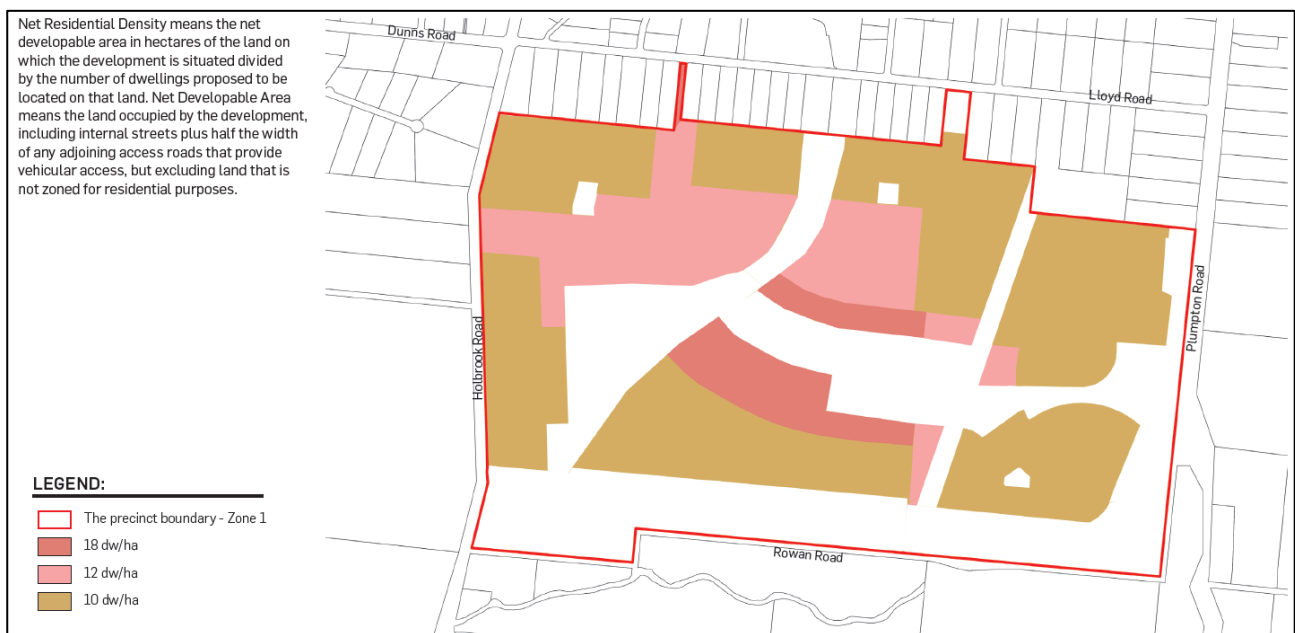 Net Residential Density means the net
developable area in hectares of the land on
which the development is situated divided
by the number of dwellings proposed to be
located on that land. Net Developable Area
means the land occupied by the development,
including internal streets plus half the width
of any adjoining access roads that provide
vehicular access, but excluding land that is
not zoned for residential purposes.
Dunns Road
Lloyd Road
Holbrook Road
Plumpton Road
Rowan Road
LEGEND:
The precinct boundary - Zone 1
18 dw/ha
12 dw/ha
10 dw/ha